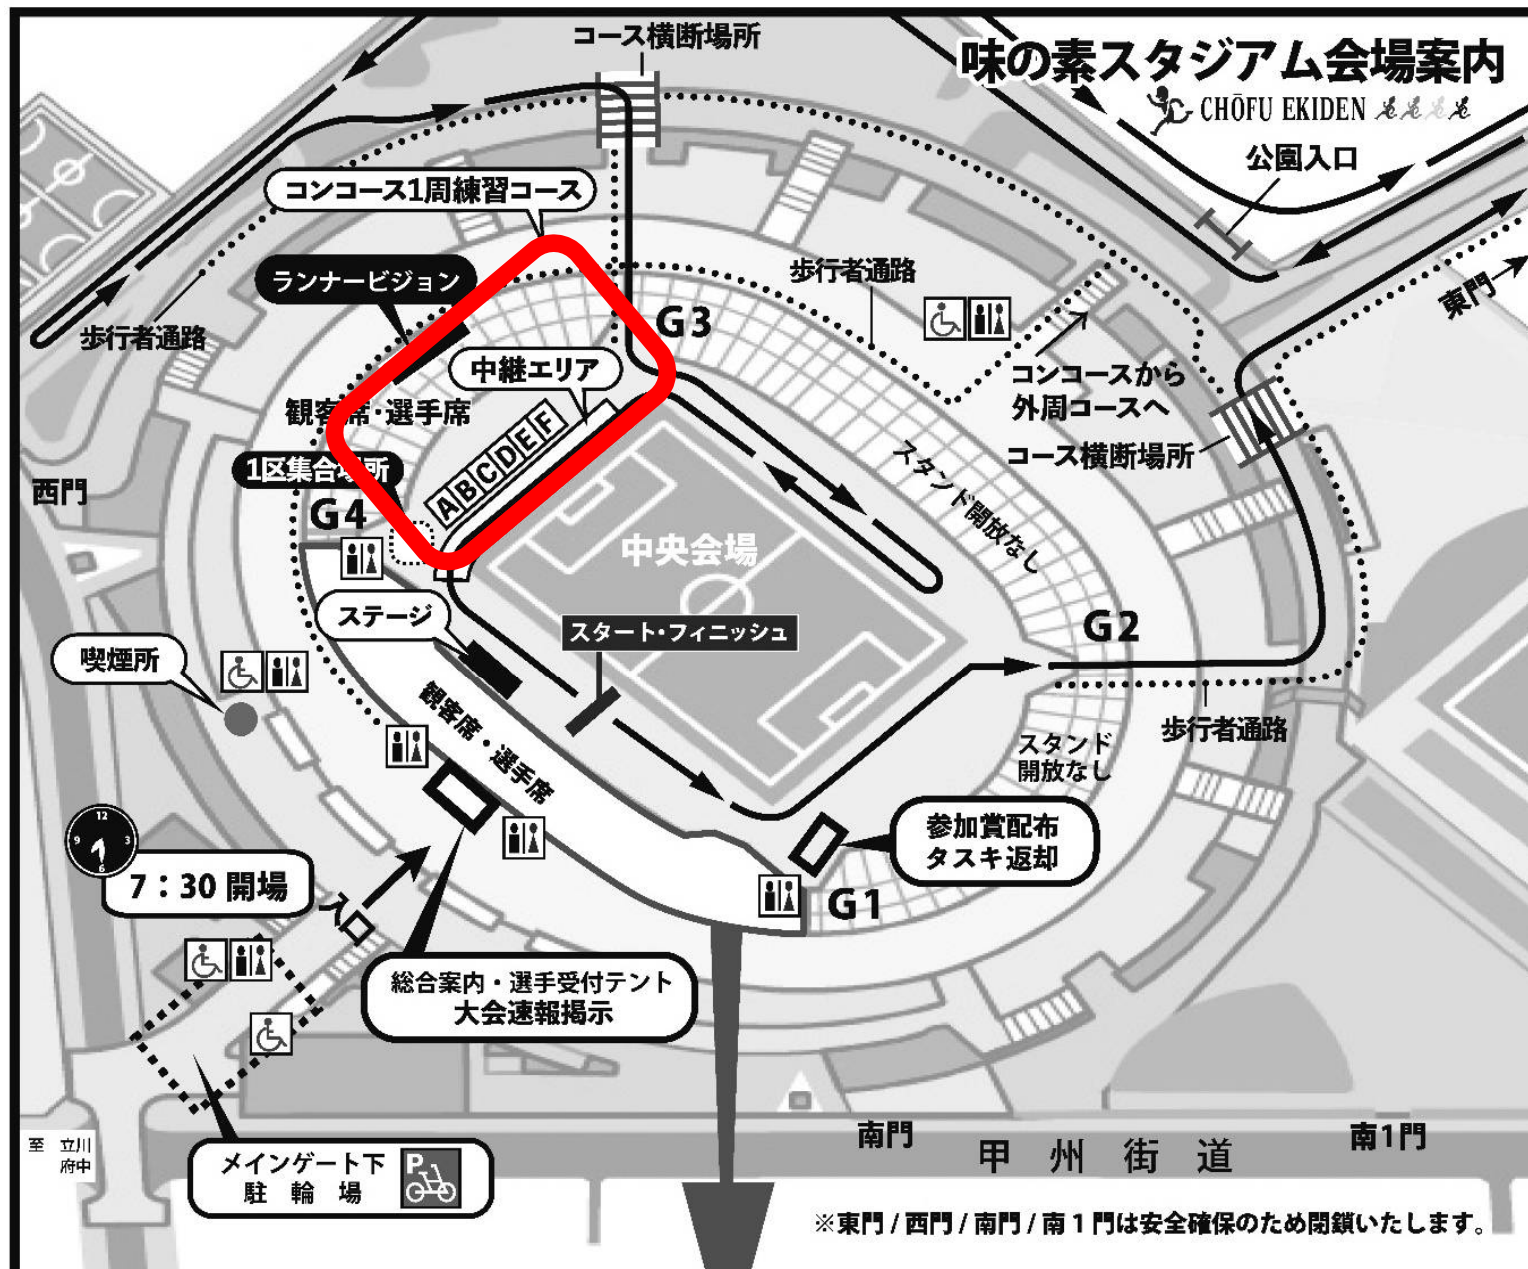 コース横断場所
味の素スタジアム会場案内
CHŌFU EKIDEN
公園入口
コンコース1周練習コース
ランナービジョン
歩行者通路
G3
歩行者通路
東門
中継エリア
コンコースから
外周コースへ
観客席・選手席
コース横断場所
A B C D E F
1区集合場所
スタンド開放なし
西門
G4
中央会場
ステージ
スタート・フィニッシュ
G2
喫煙所
観客席・選手席
歩行者通路
スタンド
開放なし
12
9
3
6
7：30 開場
参加賞配布
タスキ返却
入口
G1
総合案内・選手受付テント
大会速報掲示
南門
甲州街道
南1門
至 立川
府中
メインゲート下
駐輪場
P
※東門 / 西門 / 南門 / 南 1 門は安全確保のため閉鎖いたします。